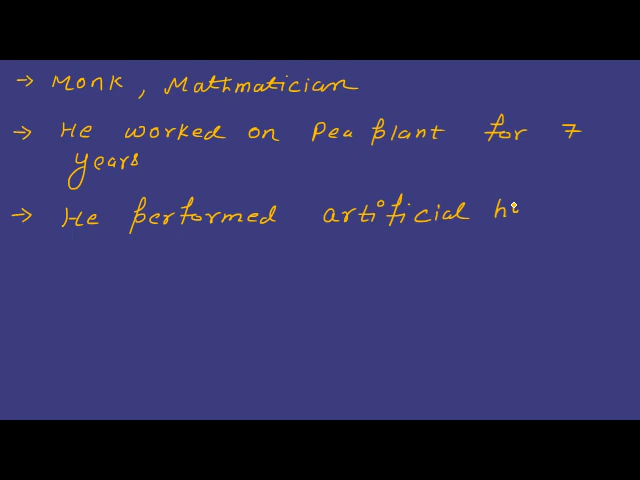 → Monk, Mathmatician
→ He worked on Pea plant for 7
years
→ He performed artificial